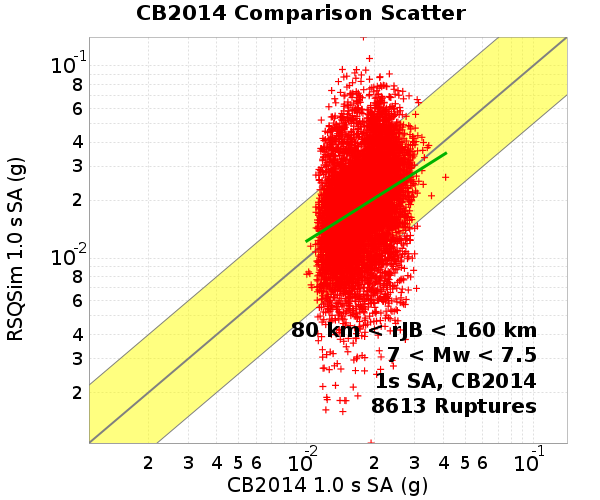 CB2014 Comparison Scatter
RSQSim 1.0 s SA (g)
10-1
8
6
4
3
2
10-2
8
6
4
3
2
80 km < rJB < 160 km
7 < Mw < 7.5
1s SA, CB2014
8613 Ruptures
2 3 4 5 6 10-2 2 3 4 5 6 10-1
CB2014 1.0 s SA (g)